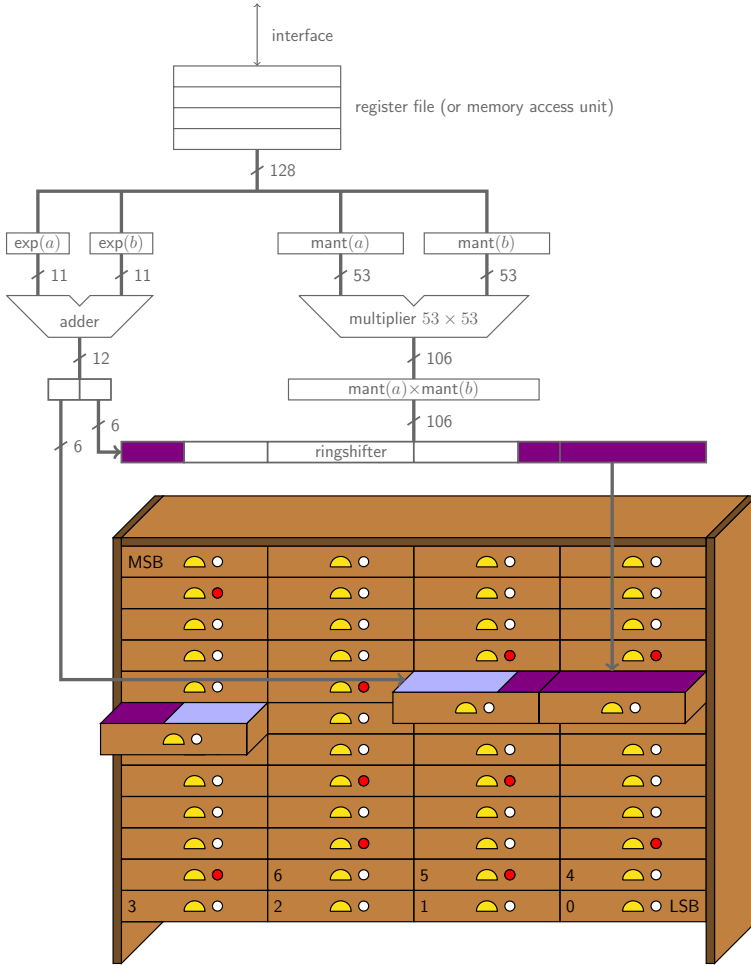 interface
register file (or memory access unit)
128
exp(a) exp(b) mant(a) mant(b)
11 11 53 53
adder multiplier 53 × 53
12 106
mant(a)×mant(b)
6 6 106
ringshifter
MSB
6 5 4
3 2 1 0 LSB